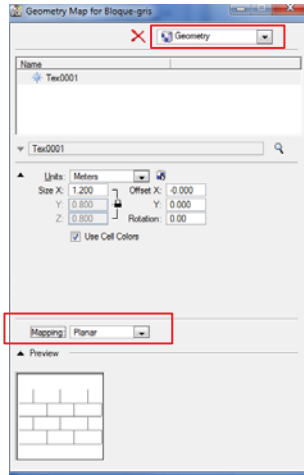 Geometry Map for Bloque-gris
Geometry
Name
Tex0001
Tex0001
Units: Meters
Size X: 1.200 Offset X: -0.000
Y: 0.800 Y: 0.000
Z: 0.800 Rotation: 0.00
Use Cell Colors
Mapping: Planar
Preview